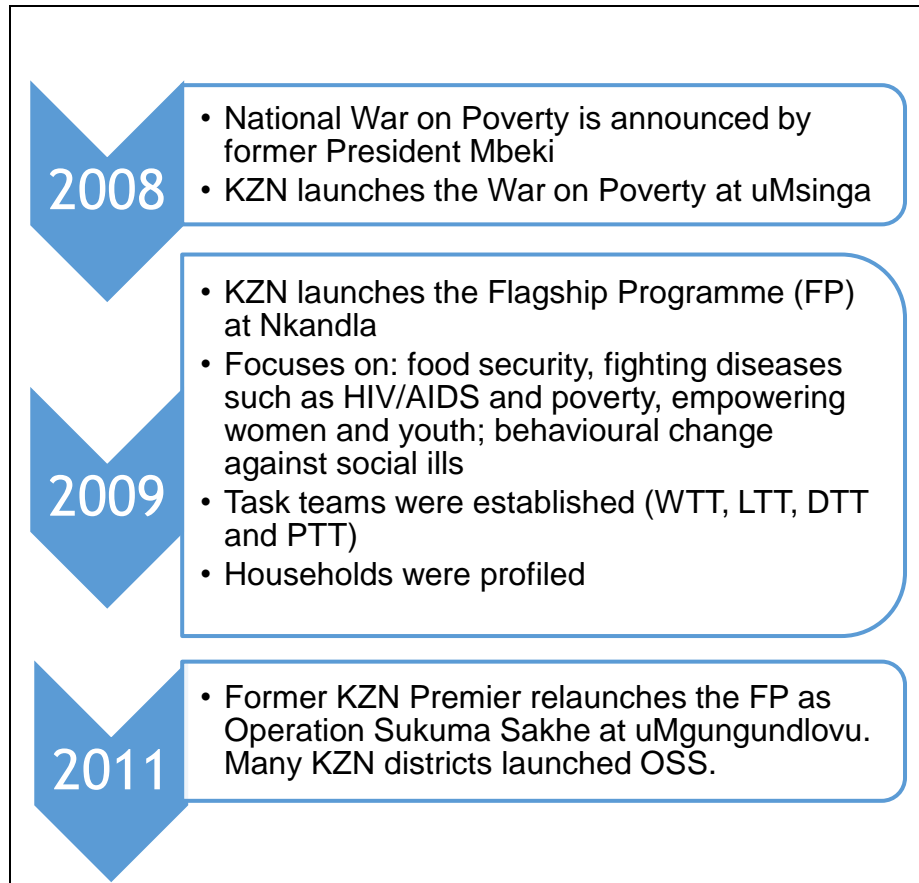 2008
• National War on Poverty is announced by
former President Mbeki
• KZN launches the War on Poverty at uMsinga
2009
• KZN launches the Flagship Programme (FP)
at Nkandla
• Focuses on: food security, fighting diseases
such as HIV/AIDS and poverty, empowering
women and youth; behavioural change
against social ills
• Task teams were established (WTT, LTT, DTT
and PTT)
• Households were profiled
2011
• Former KZN Premier relaunches the FP as
Operation Sukuma Sakhe at uMgungundlovu.
Many KZN districts launched OSS.